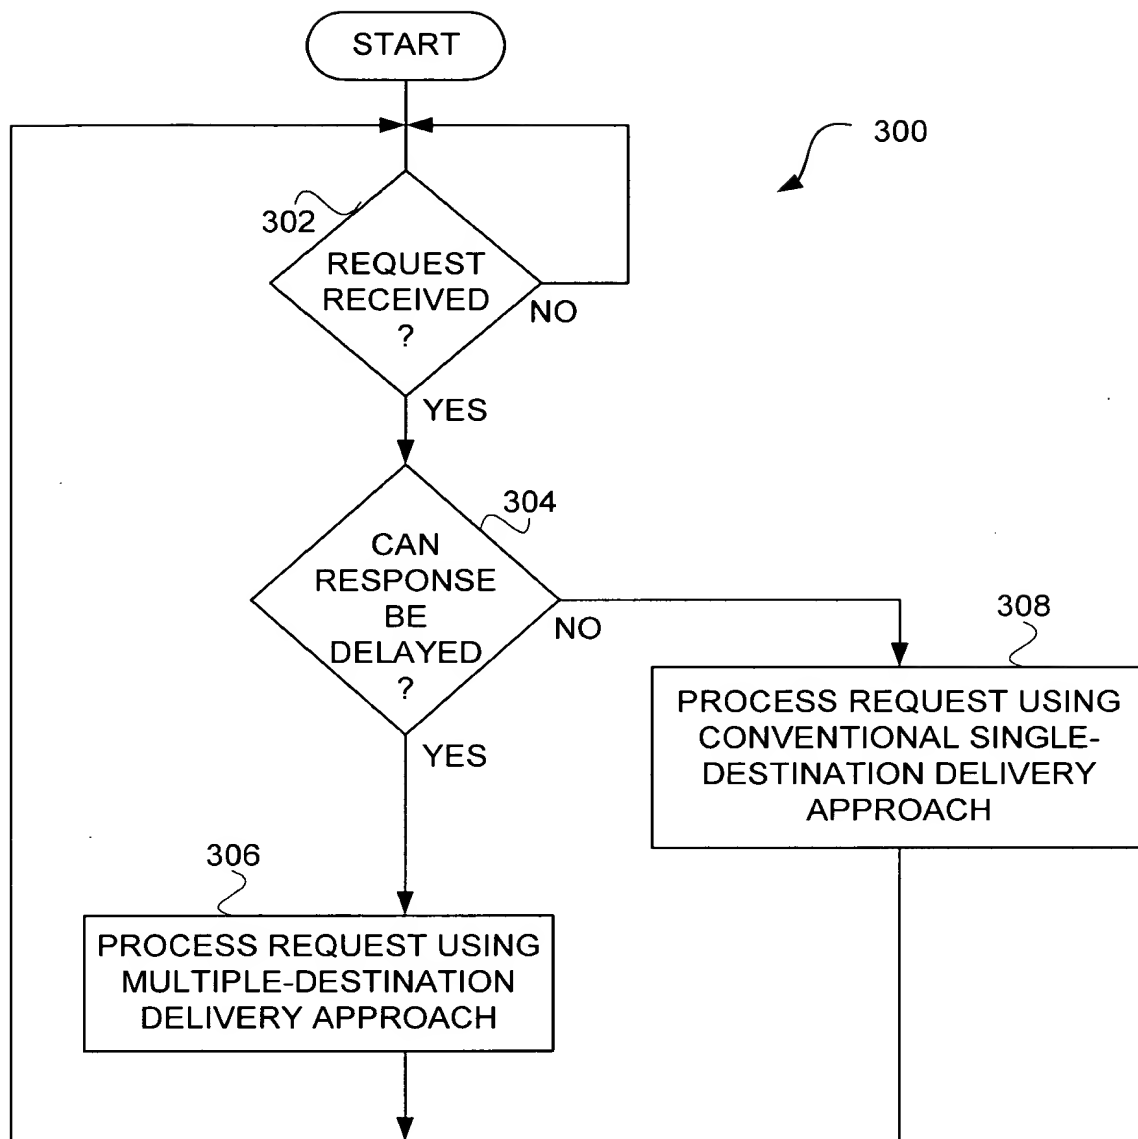 START
300
302
REQUEST
RECEIVED
?
NO
YES
304
CAN
RESPONSE
BE
DELAYED
?
NO
YES
308
PROCESS REQUEST USING
CONVENTIONAL SINGLE-
DESTINATION DELIVERY
APPROACH
306
PROCESS REQUEST USING
MULTIPLE-DESTINATION
DELIVERY APPROACH